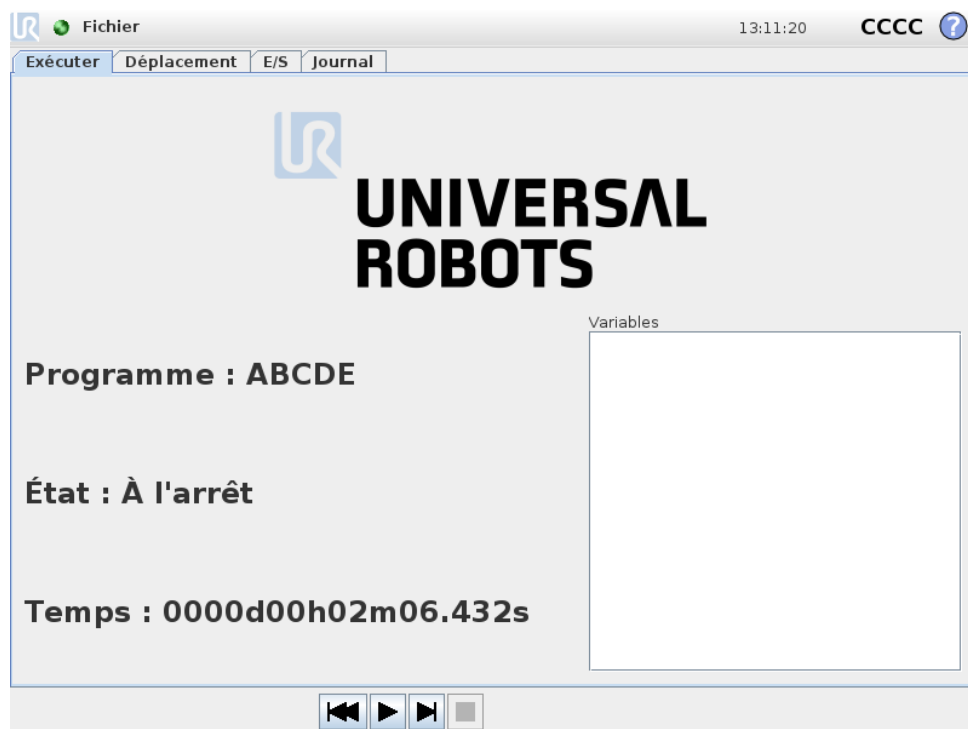 Fichier
13:11:20
CCCC
?
Exécuter
Déplacement
E/S
Journal
UNIVERSAL
ROBOTS
Variables
Programme : ABCDE
État : À l'arrêt
Temps : 0000d00h02m06.432s